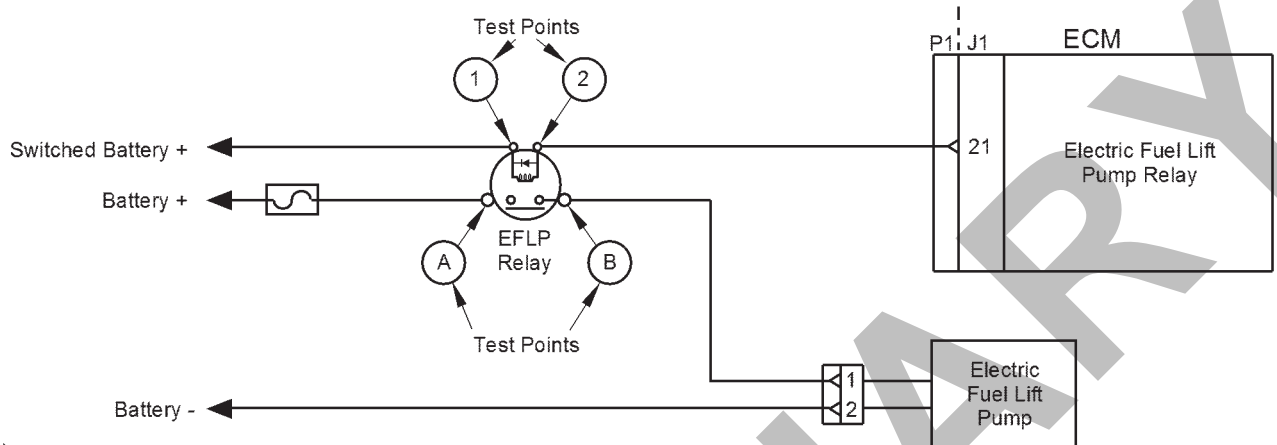 Test Points
P1 J1
ECM
1
2
Switched Battery +
21
Electric Fuel Lift
Pump Relay
Battery +
EFLP
Relay
A
B
Test Points
Electric
Fuel Lift
Pump
1
2
Battery -